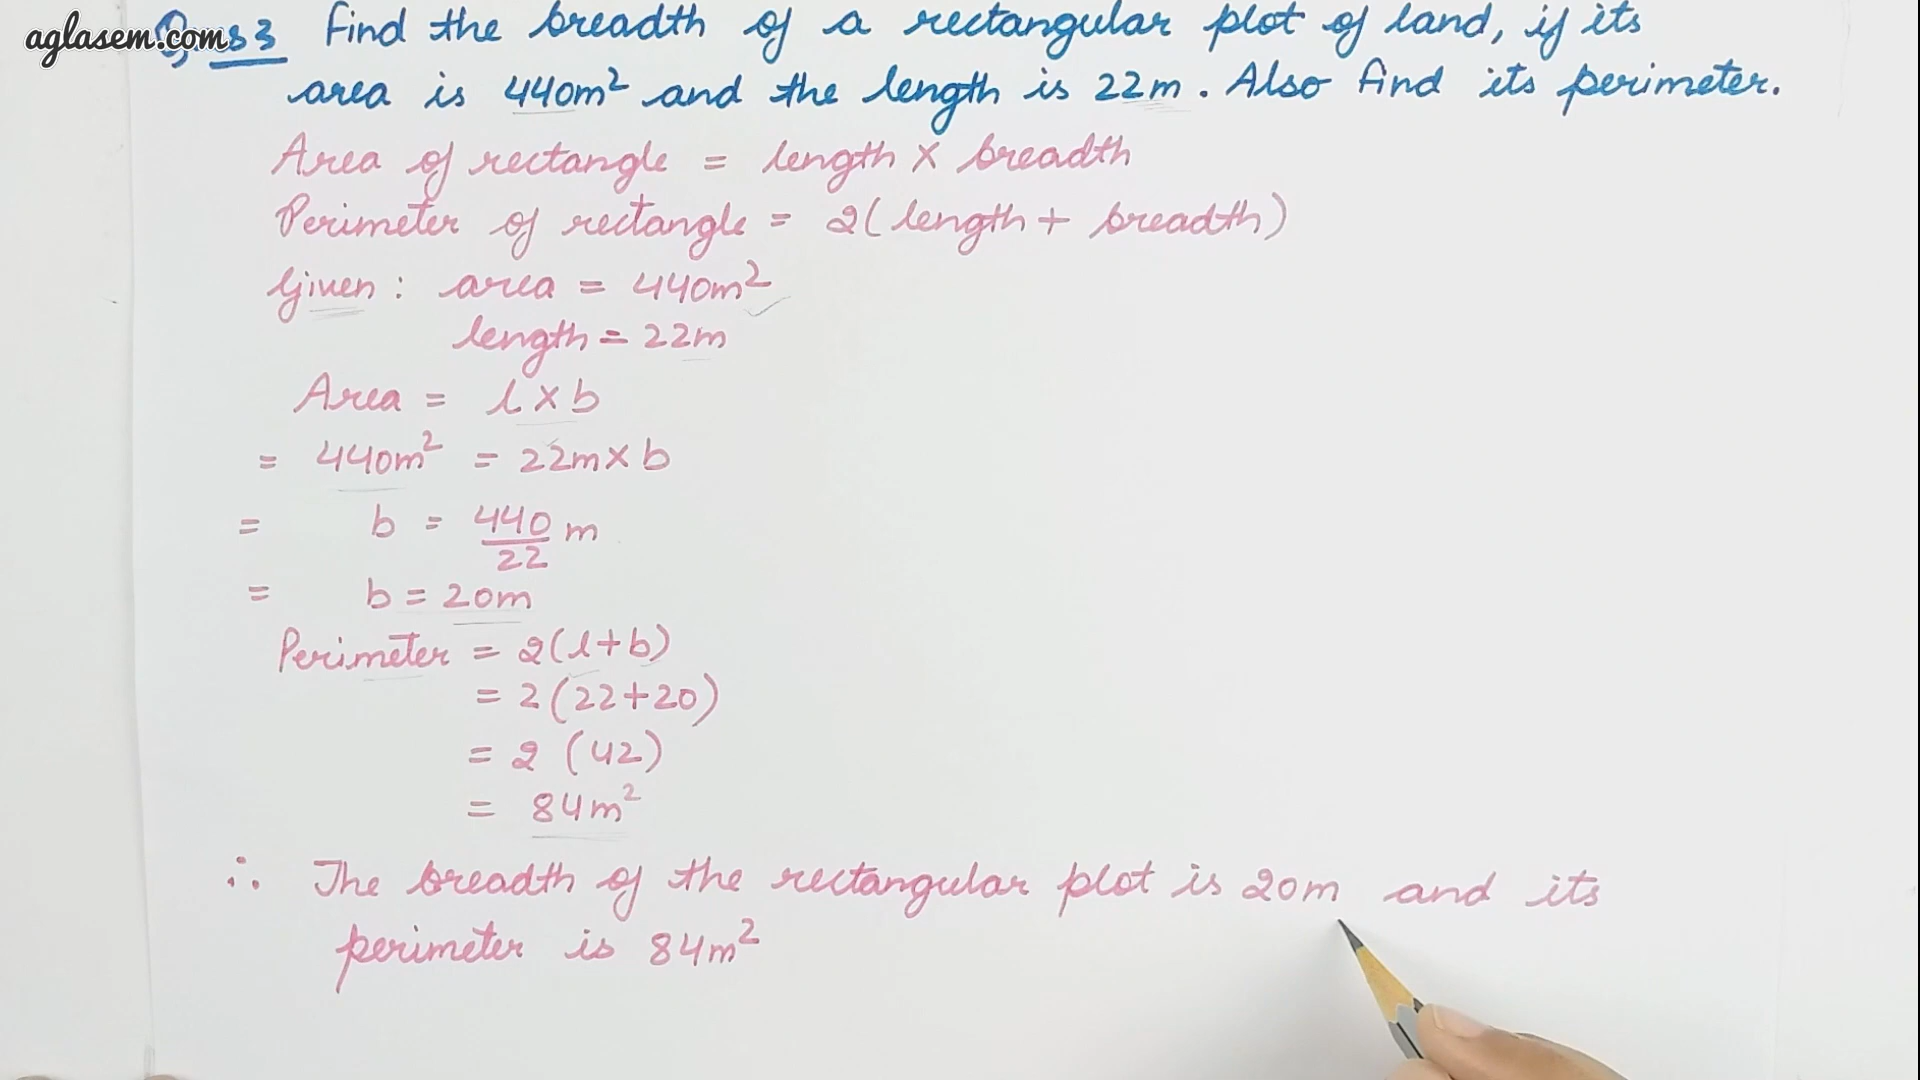 aglasem.com
Ques 3 Find the breadth of a rectangular plot of land, if its
area is 440m² and the length is 22m. Also find its perimeter.
Area of rectangle = length × breadth
Perimeter of rectangle = 2(length + breadth)
Given: area = 440m²
length = 22m
Area = l × b
= 440m² = 22m × b
= b = 440/22 m
= b = 20m
Perimeter = 2(l+b)
= 2(22+20)
= 2 (42)
= 84m²
∴ The breadth of the rectangular plot is 20m and its
perimeter is 84m²